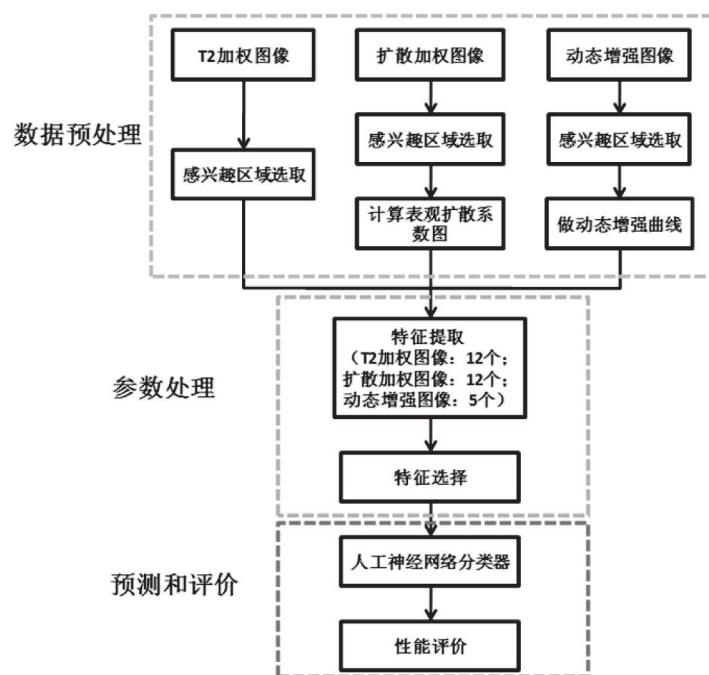 T2加权图像
扩散加权图像
动态增强图像
数据预处理
感兴趣区域选取
感兴趣区域选取
感兴趣区域选取
计算表观扩散系
数图
做动态增强曲线
参数处理
特征提取
（T2加权图像：12个；
扩散加权图像：12个；
动态增强图像：5个）
特征选择
预测和评价
人工神经网络分类器
性能评价